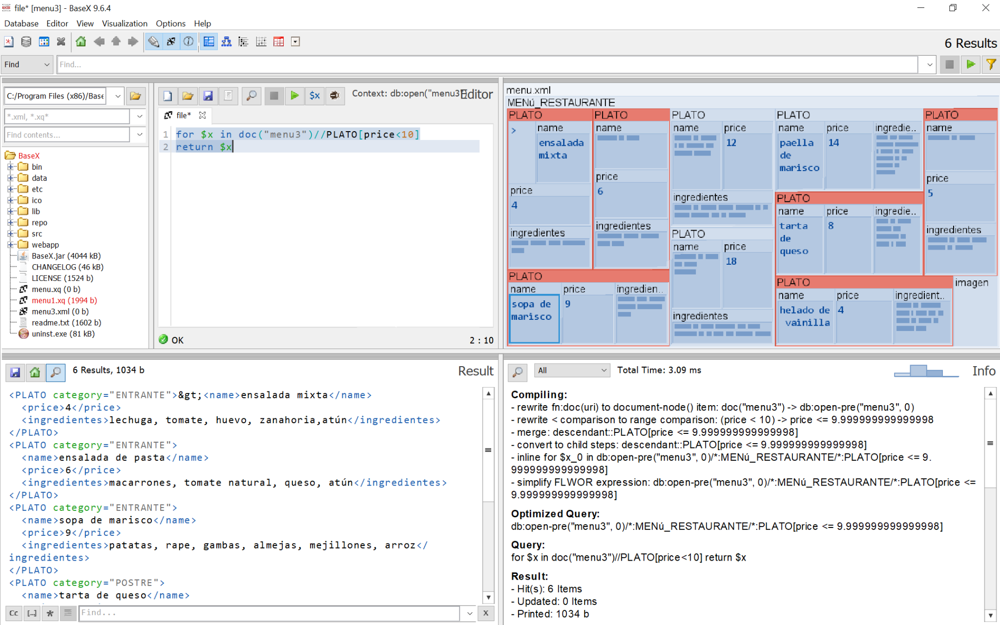 file* [menu3] - BaseX 9.6.4
Database Editor View Visualization Options Help
6 Results
Find
Find...
C:/Program Files (x86)/Base
*.xml, *.xq*
Find contents...
BaseX
bin
data
etc
ico
lib
repo
src
webapp
BaseX.jar (4044 kB)
CHANGELOG (46 kB)
LICENSE (1524 b)
menu.xq (0 b)
menu1.xq (1994 b)
menu3.xml (0 b)
readme.txt (1602 b)
uninst.exe (81 kB)
$x
Context: db:open("menu3"
Editor
file*
1 for $x in doc("menu3")//PLATO[price<10]
2 return $x
OK
2 : 10
menu.xml
MENú_RESTAURANTE
PLATO
>
name
ensalada
mixta
price
4
ingredientes
PLATO
name
price
6
ingredientes
PLATO
name
sopa de
marisco
price
9
ingredien..
PLATO
name
price
12
ingredientes
PLATO
name
price
18
ingredientes
PLATO
name
paella
de
marisco
price
14
ingredie..
PLATO
name
tarta
de
queso
price
8
ingredie..
PLATO
name
price
5
ingredientes
PLATO
name
helado de
vainilla
price
4
ingredient..
imagen
6 Results, 1034 b
Result
<PLATO category="ENTRANTE">&gt;<name>ensalada mixta</name>
<price>4</price>
<ingredientes>lechuga, tomate, huevo, zanahoria,atún</ingredientes>
</PLATO>
<PLATO category="ENTRANTE">
<name>ensalada de pasta</name>
<price>6</price>
<ingredientes>macarrones, tomate natural, queso, atún</ingredientes>
</PLATO>
<PLATO category="ENTRANTE">
<name>sopa de marisco</name>
<price>9</price>
<ingredientes>patatas, rape, gambas, almejas, mejillones, arroz</
ingredientes>
</PLATO>
<PLATO category="POSTRE">
<name>tarta de queso</name>
Cc
[...]
*
Find...
X
All
Total Time: 3.09 ms
Info
Compiling:
- rewrite fn:doc(uri) to document-node() item: doc("menu3") -> db:open-pre("menu3", 0)
- rewrite < comparison to range comparison: (price < 10) -> price <= 9.999999999999998
- merge: descendant::PLATO[price <= 9.999999999999998]
- convert to child steps: descendant::PLATO[price <= 9.999999999999998]
- inline for $x_0 in db:open-pre("menu3", 0)/*:MENú_RESTAURANTE/*:PLATO[price <= 9.
999999999999998]
- simplify FLWOR expression: db:open-pre("menu3", 0)/*:MENú_RESTAURANTE/*:PLATO[price <=
9.999999999999998]
Optimized Query:
db:open-pre("menu3", 0)/*:MENú_RESTAURANTE/*:PLATO[price <= 9.999999999999998]
Query:
for $x in doc("menu3")//PLATO[price<10] return $x
Result:
- Hit(s): 6 Items
- Updated: 0 Items
- Printed: 1034 b